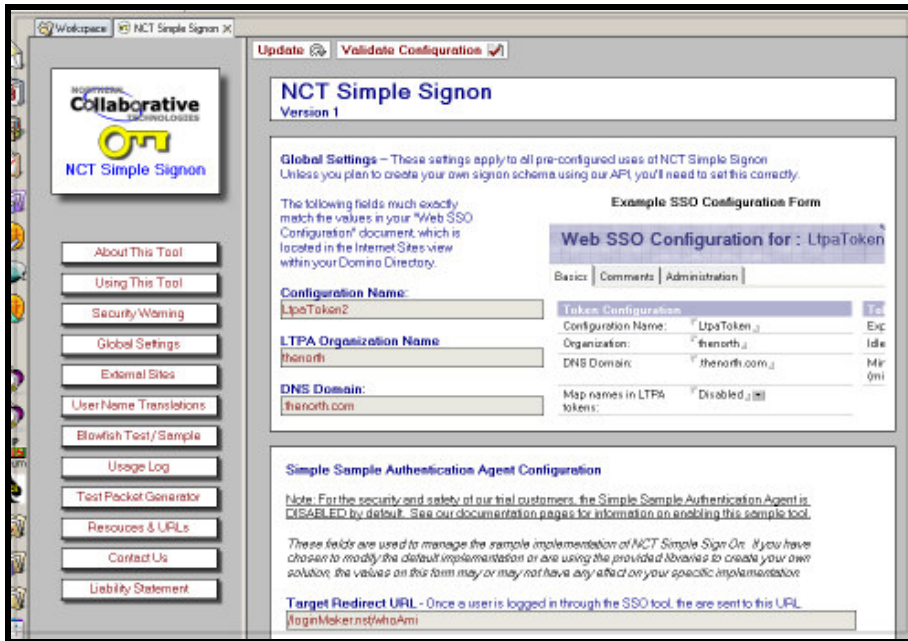 Workspace
NCT Simple Signon
Update
Validate Configuration
NORTHERN
Collaborative
TECHNOLOGIES
NCT Simple Signon
About This Tool
Using This Tool
Security Warning
Global Settings
External Sites
User Name Translations
Blowfish Test/Sample
Usage Log
Test Packet Generator
Resouces & URLs
Contact Us
Liability Statement
NCT Simple Signon
Version 1
Global Settings – These settings apply to all pre-configured uses of NCT Simple Signon
Unless you plan to create your own signon schema using our API, you'll need to set this correctly.
The following fields much exactly
match the values in your "Web SSO
Configuration" document, which is
located in the Internet Sites view
within your Domino Directory.
Configuration Name:
LtpaToken2
LTPA Organization Name
thenorth
DNS Domain:
thenorth.com
Example SSO Configuration Form
Web SSO Configuration for : LtpaToken
Basics Comments Administration
Token Configuration
Configuration Name: LtpaToken
Organization: thenorth
DNS Domain: .thenorth.com
Map names in LTPA Disabled
tokens:
To
Exp
Idle
Mir
(mi
Simple Sample Authentication Agent Configuration
Note: For the security and safety of our trial customers, the Simple Sample Authentication Agent is
DISABLED by default. See our documentation pages for information on enabling this sample tool.
These fields are used to manage the sample implementation of NCT Simple Sign On. If you have
chosen to modify the default implementation or are using the provided libraries to create your own
solution, the values on this form may or may not have any effect on your specific implementation
Target Redirect URL - Once a user is logged in through the SSO tool, the are sent to this URL
/loginMaker.nsf/whoAmi